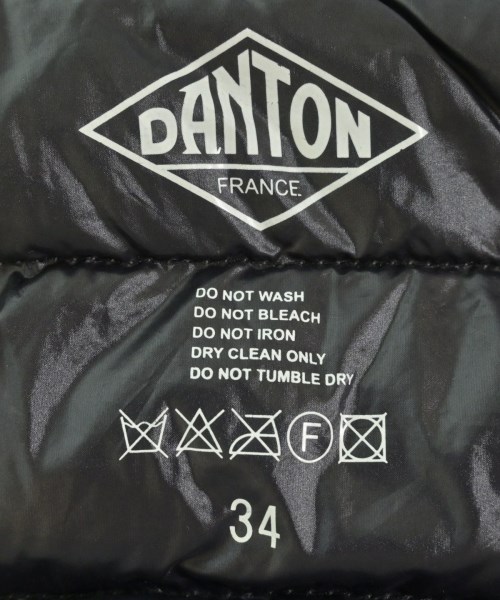 DANTON
FRANCE
DO NOT WASH
DO NOT BLEACH
DO NOT IRON
DRY CLEAN ONLY
DO NOT TUMBLE DRY
F
34